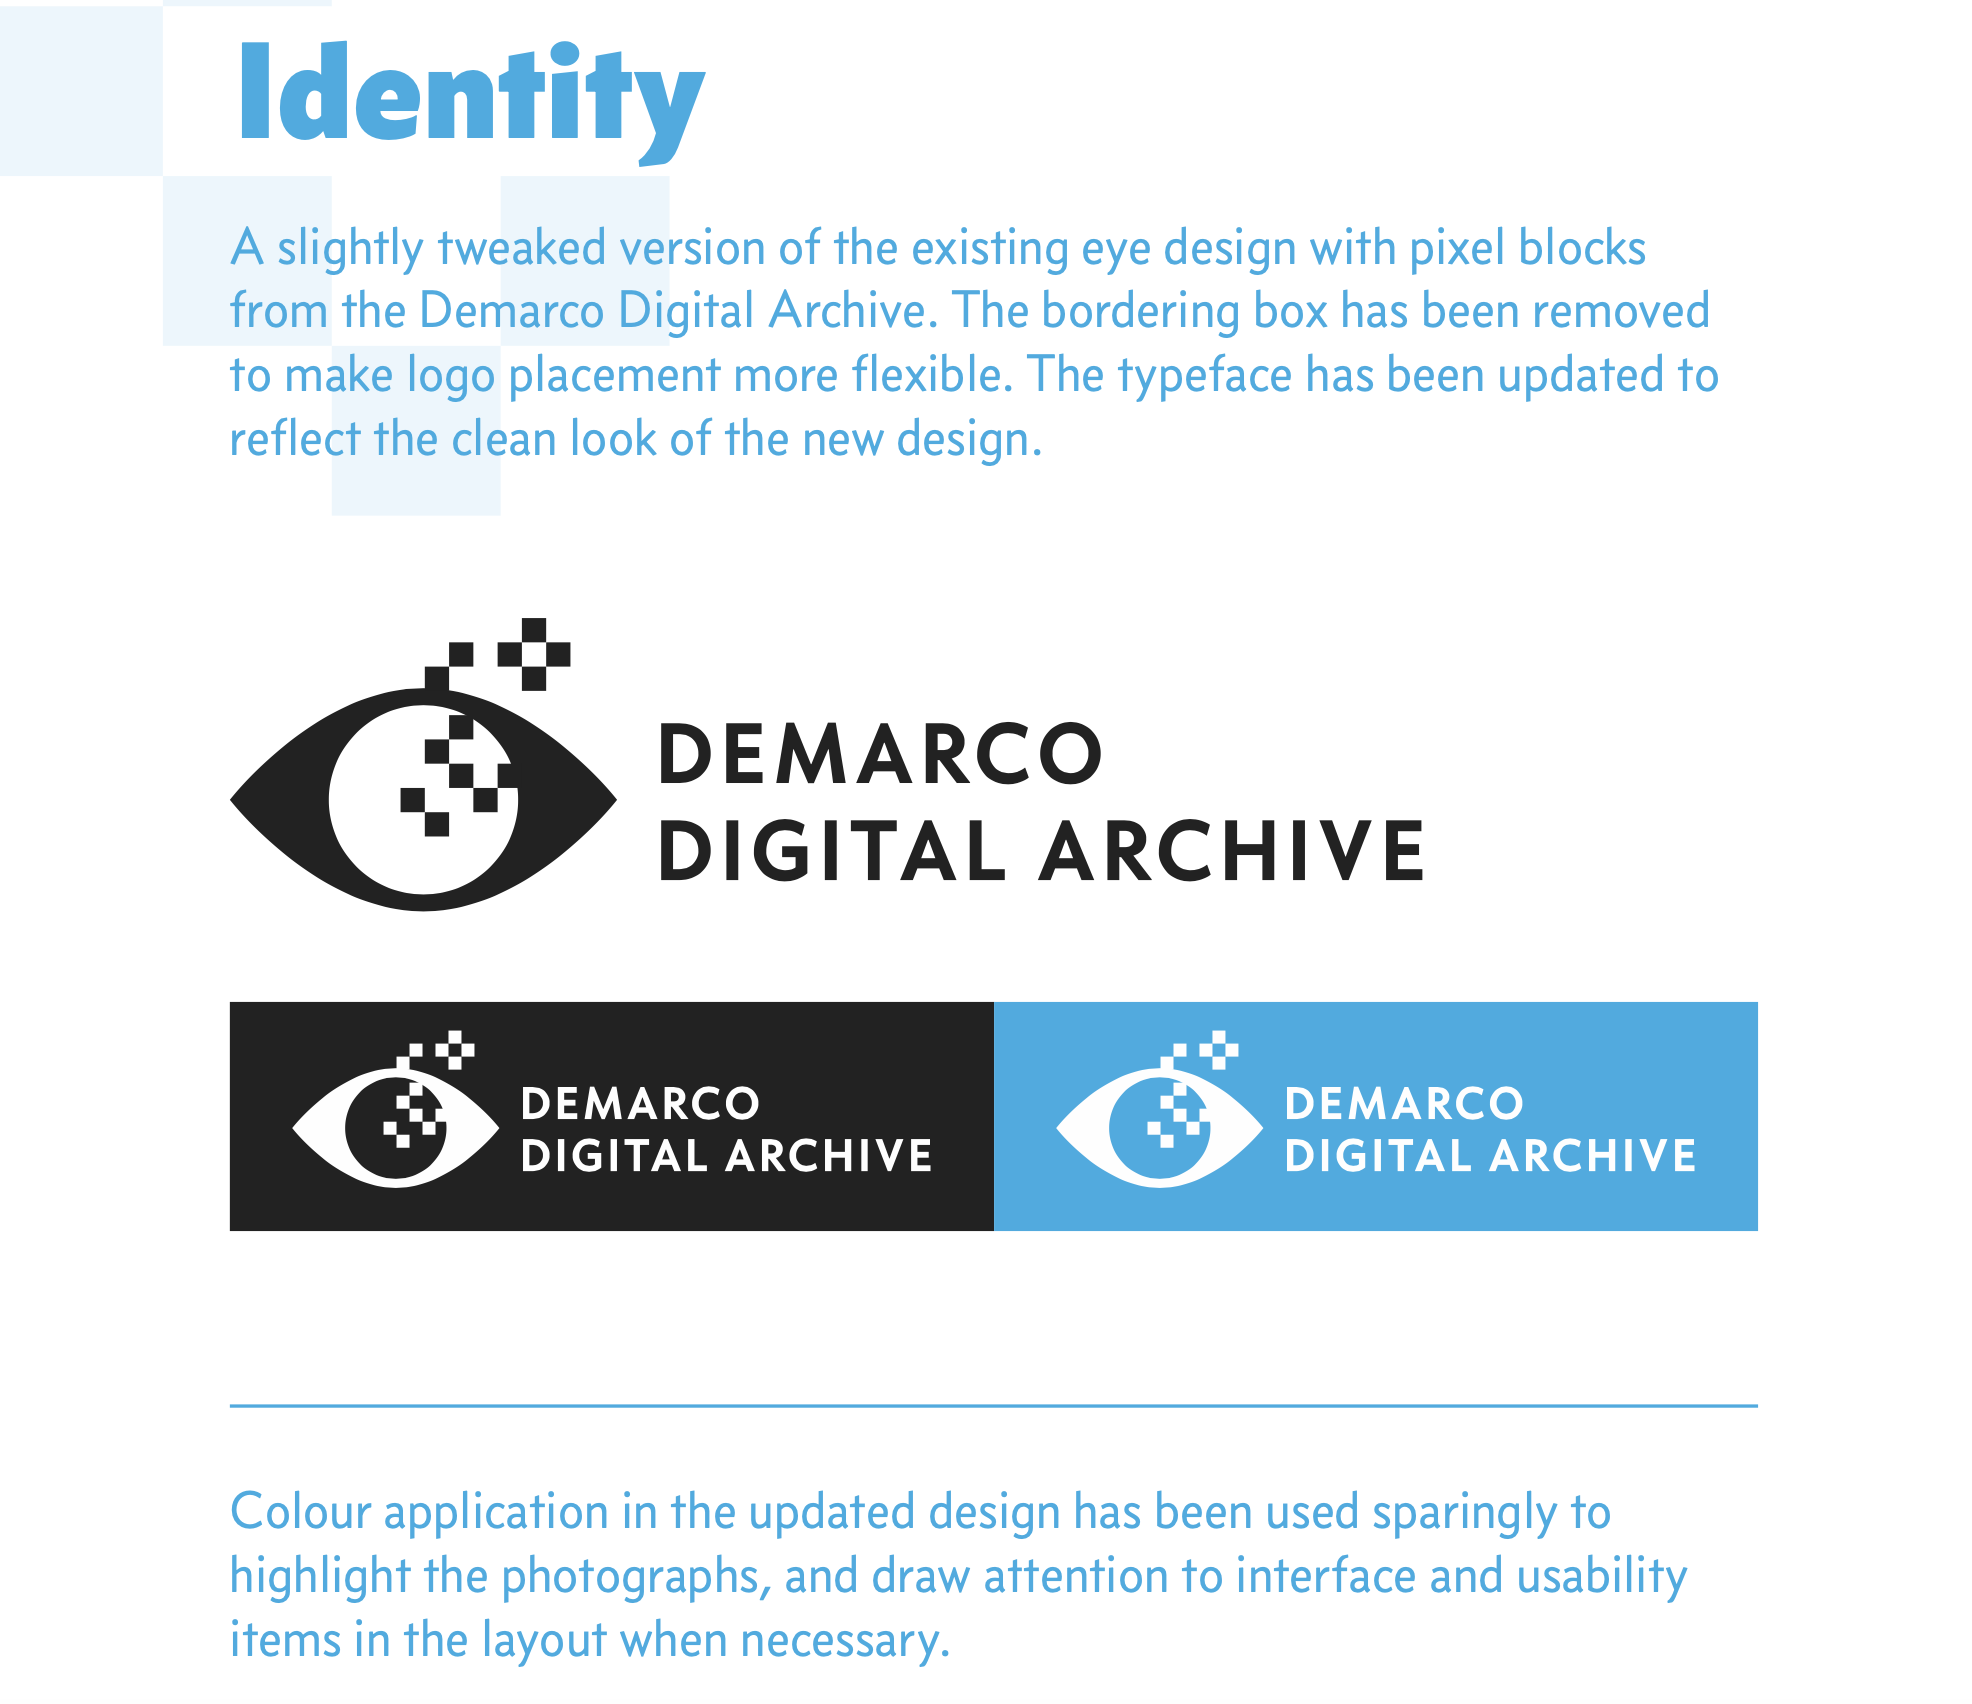 Identity
A slightly tweaked version of the existing eye design with pixel blocks
from the Demarco Digital Archive. The bordering box has been removed
to make logo placement more flexible. The typeface has been updated to
reflect the clean look of the new design.
DEMARCO
DIGITAL ARCHIVE
DEMARCO
DIGITAL ARCHIVE
DEMARCO
DIGITAL ARCHIVE
Colour application in the updated design has been used sparingly to
highlight the photographs, and draw attention to interface and usability
items in the layout when necessary.